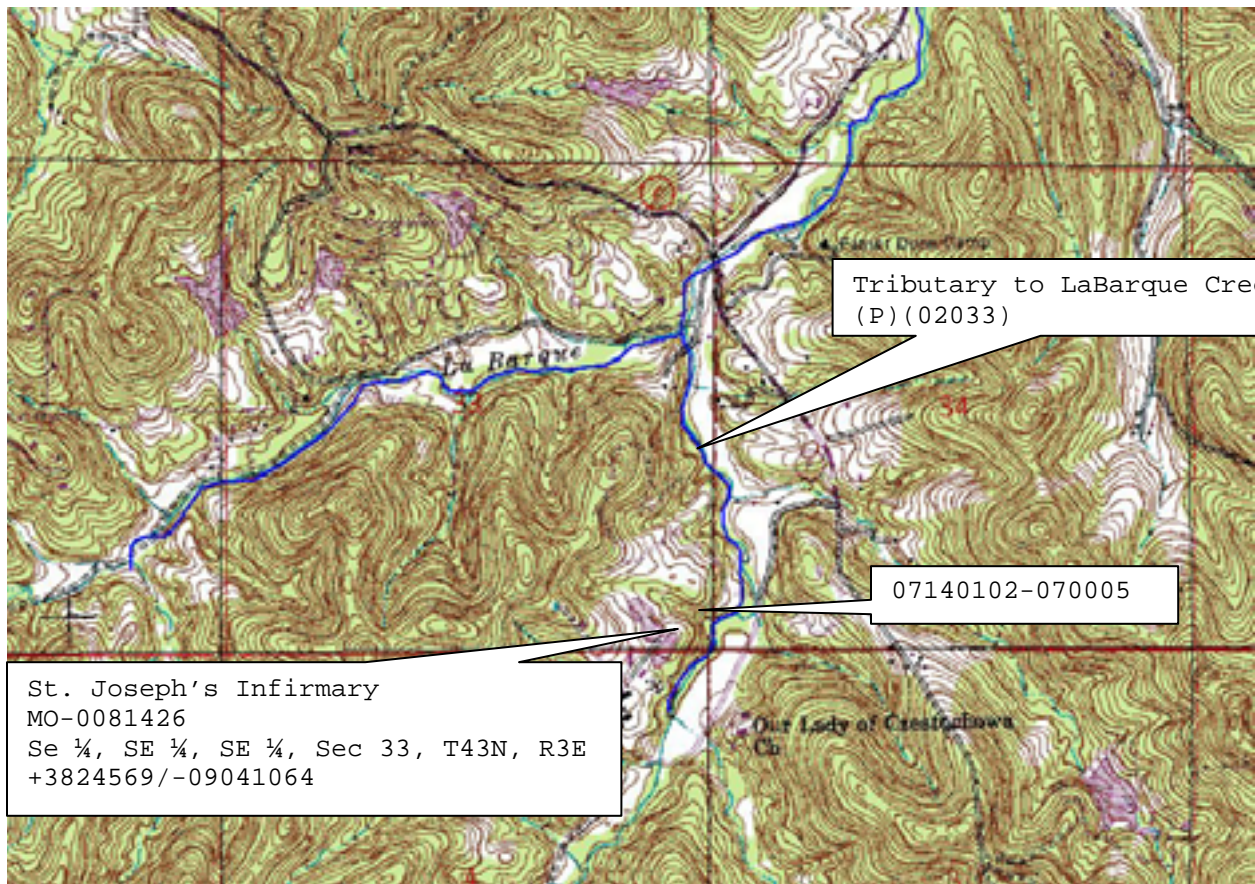 Tributary to LaBarque Cree
(P)(02033)
La Barque
34
07140102-070005
St. Joseph’s Infirmary
MO-0081426
Se ¼, SE ¼, SE ¼, Sec 33, T43N, R3E
+3824569/-09041064
Our Lady of Czestochowa
Ch